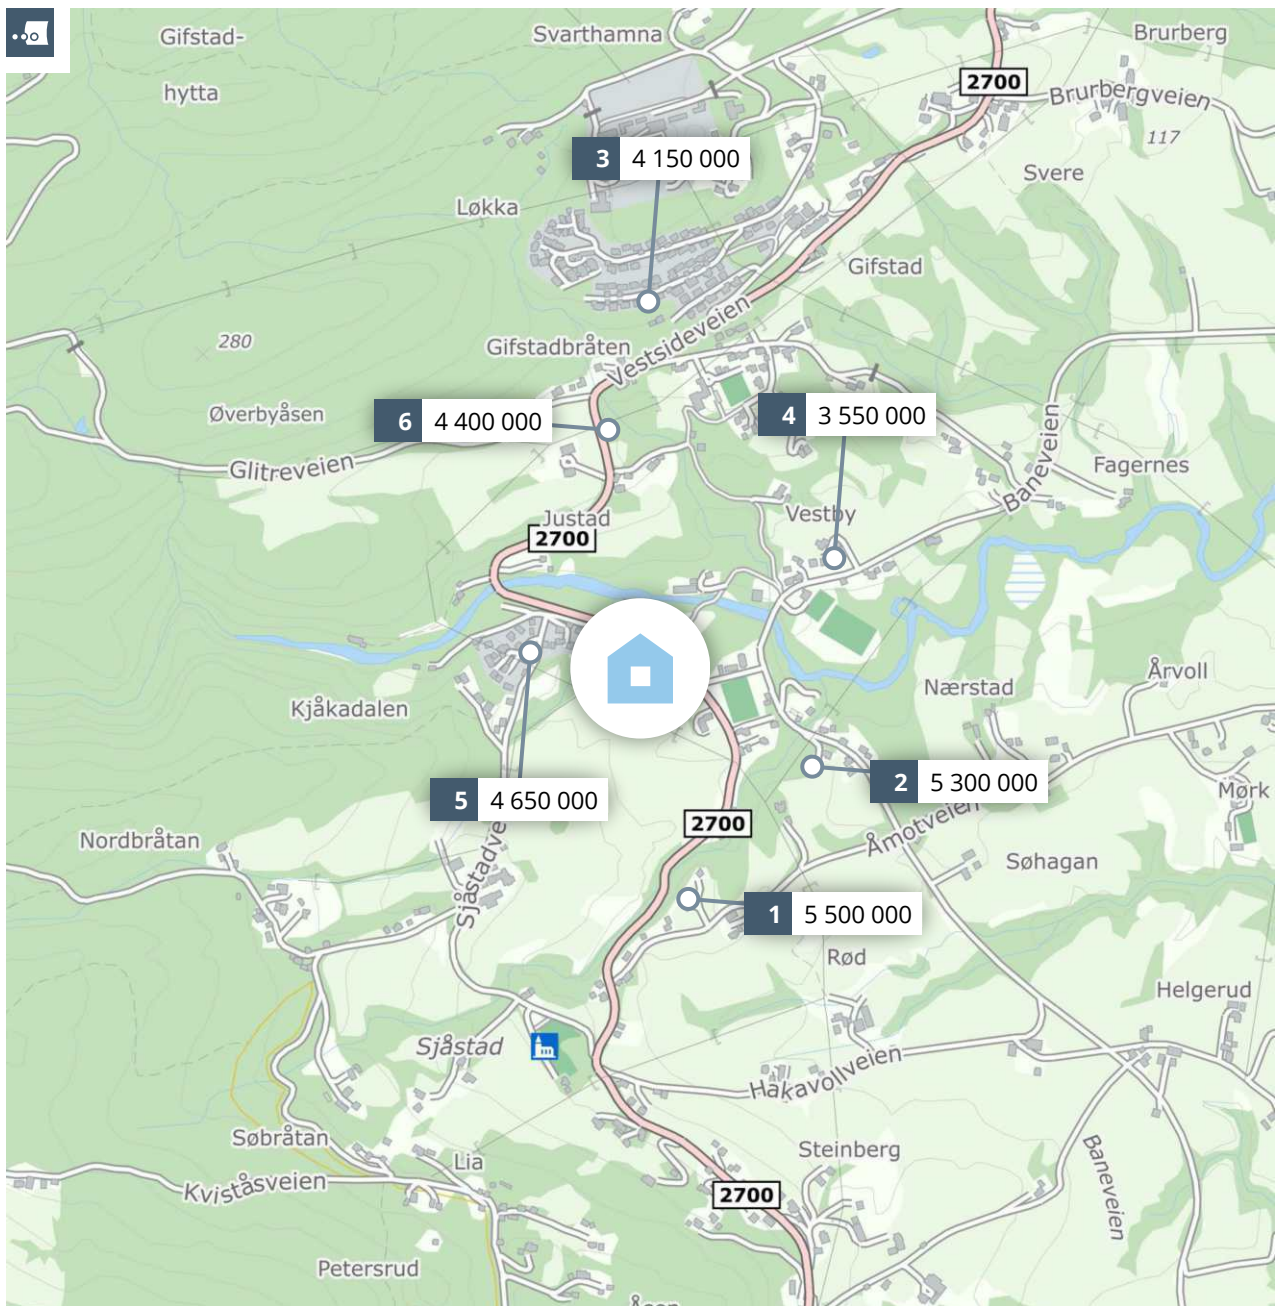 Gifstad-
hytta
Svarthamna
Brurberg
2700
Brurbergveien
117
3 4 150 000
Svere
Løkka
Gifstad
280
Gifstadbråten
Vestsideveien
Øverbyåsen
6 4 400 000
4 3 550 000
Glitreveien
Baneveien
Fagernes
Justad
2700
Vestby
Kjåkadalen
Nærstad
Årvoll
2 5 300 000
5 4 650 000
Mørk
Nordbråtan
2700
Åmotveien
Søhagan
Sjåstadve
1 5 500 000
Rød
Helgerud
Sjåstad
Hakavollveien
Søbråtan
Lia
Steinberg
Baneveien
Kviståsveien
2700
Petersrud